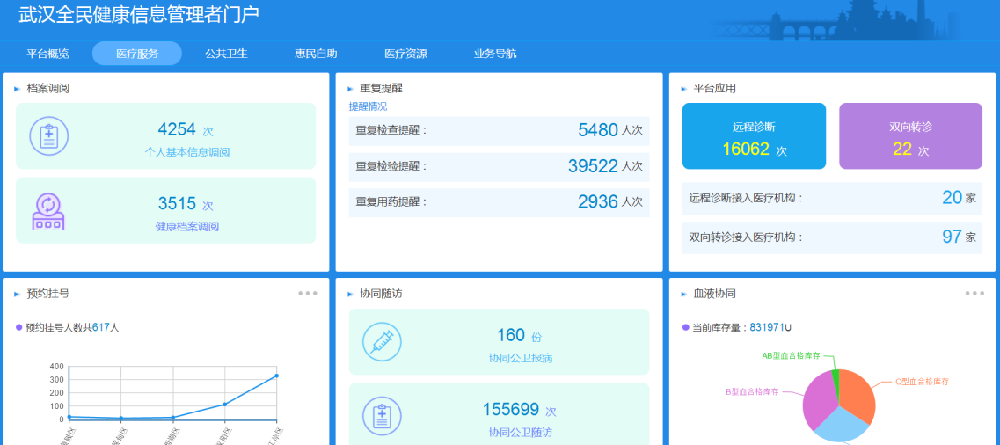 武汉全民健康信息管理者门户
平台概览 医疗服务 公共卫生 惠民自助 医疗资源 业务导航
档案调阅
4254 次
个人基本信息调阅
3515 次
健康档案调阅
重复提醒
提醒情况
重复检查提醒： 5480 人次
重复检验提醒： 39522 人次
重复用药提醒： 2936 人次
平台应用
远程诊断
16062 次
双向转诊
22 次
远程诊断接入医疗机构： 20 家
双向转诊接入医疗机构： 97 家
预约挂号
预约挂号人数共617人
400
300
200
100
0
江岸区
协同随访
160 份
协同公卫报病
155699 次
协同公卫随访
血液协同
当前库存量：831971U
AB型血合格库存
O型血合格库存
B型血合格库存